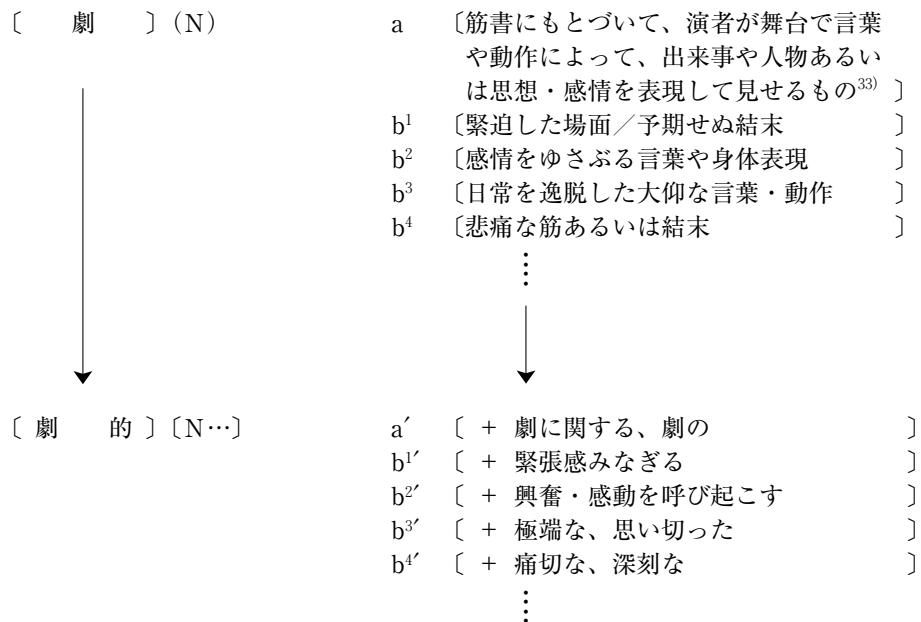 〔 劇 〕(N) a 〔筋書にもとづいて、演者が舞台で言葉
や動作によって、出来事や人物あるい
は思想・感情を表現して見せるもの33) 〕
b1 〔緊迫した場面/予期せぬ結末 〕
b2 〔感情をゆさぶる言葉や身体表現 〕
b3 〔日常を逸脱した大仰な言葉・動作 〕
b4 〔悲痛な筋あるいは結末 〕
⋮
〔 劇 的 〕〔N…〕 a′ 〔 + 劇に関する、劇の 〕
b1′ 〔 + 緊張感みなぎる 〕
b2′ 〔 + 興奮・感動を呼び起こす 〕
b3′ 〔 + 極端な、思い切った 〕
b4′ 〔 + 痛切な、深刻な 〕
⋮